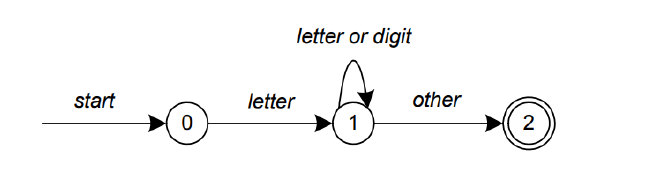 letter or digit
start
letter
other
0
1
2